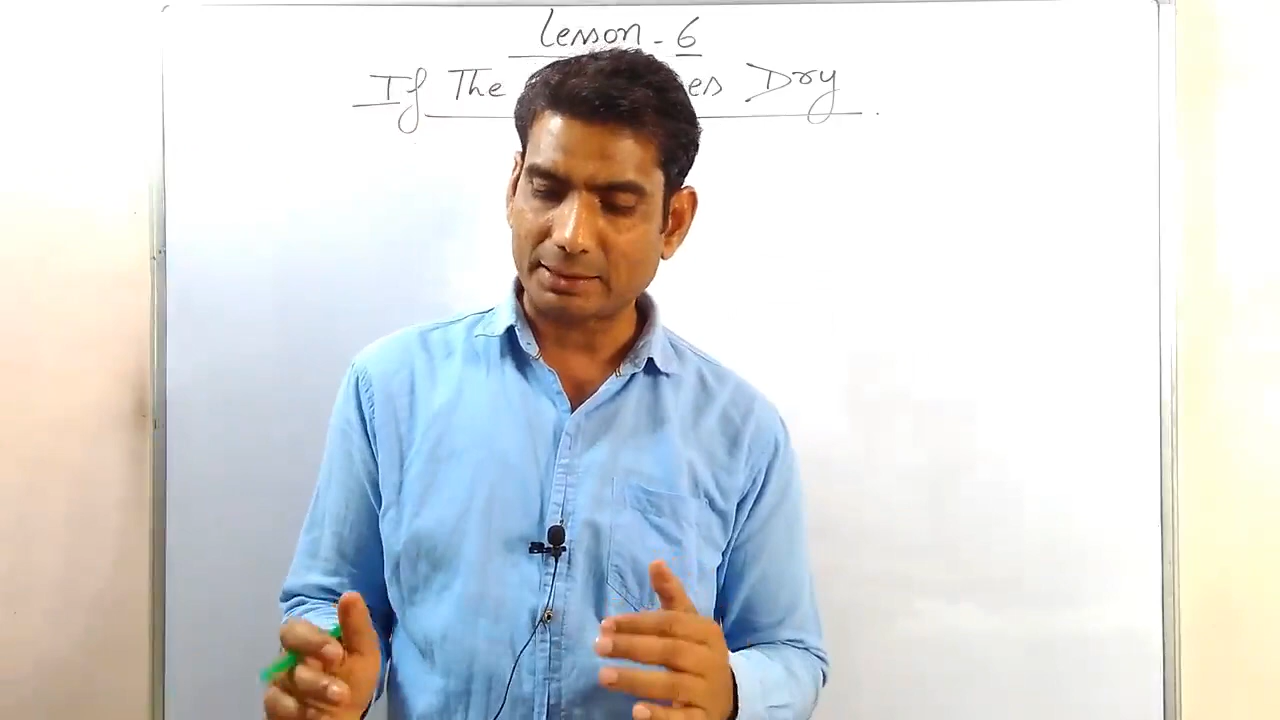 Lesson - 6
If The es Dry .